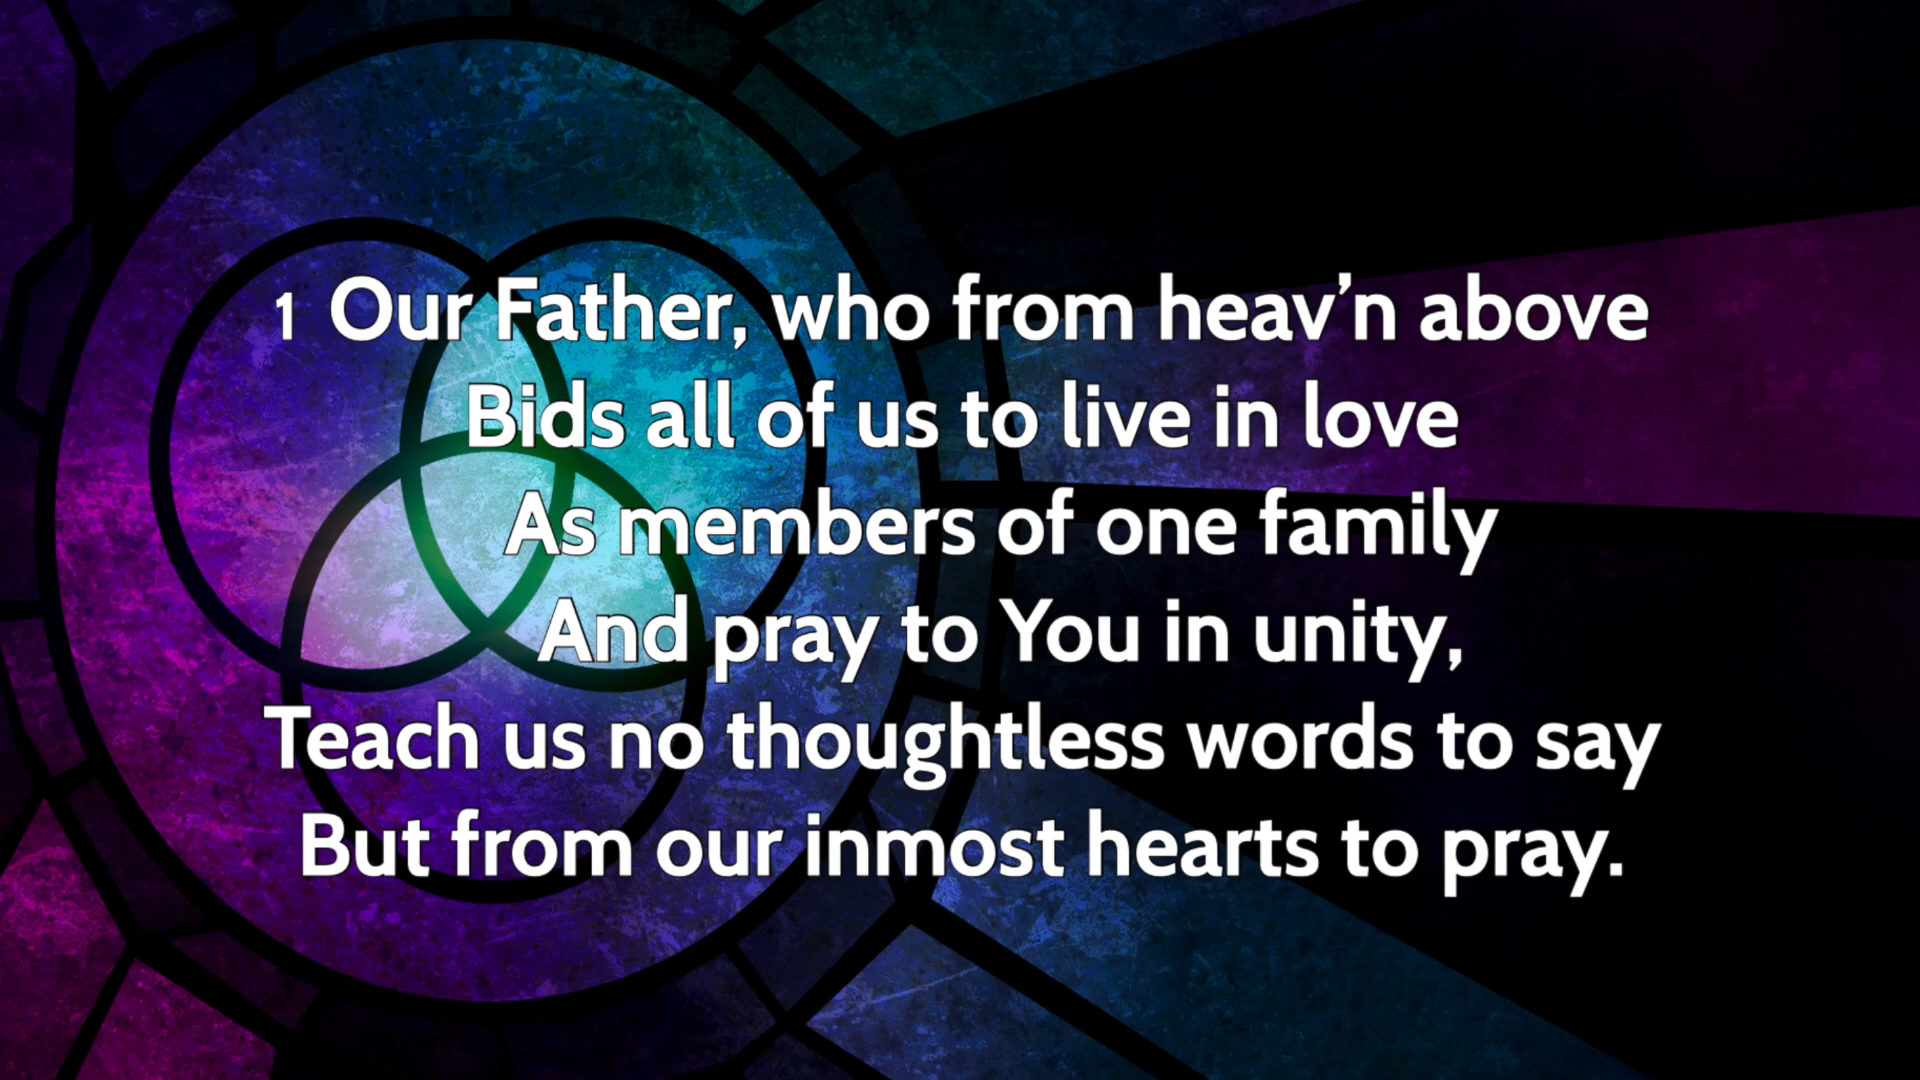 1 Our Father, who from heav’n above
Bids all of us to live in love
As members of one family
And pray to You in unity,
Teach us no thoughtless words to say
But from our inmost hearts to pray.